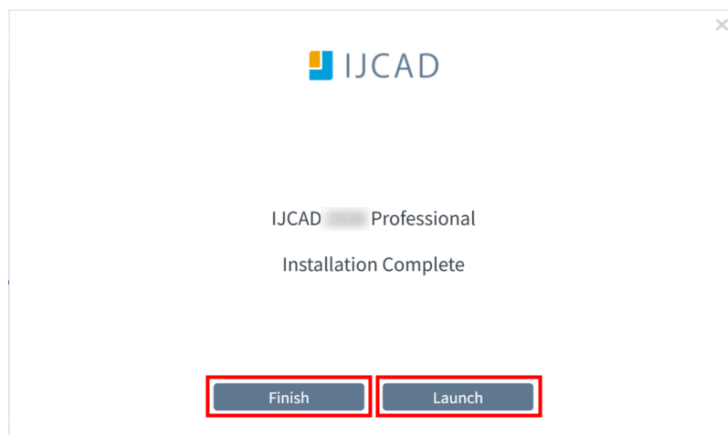 IJCAD
IJCAD Professional
Installation Complete
Finish Launch